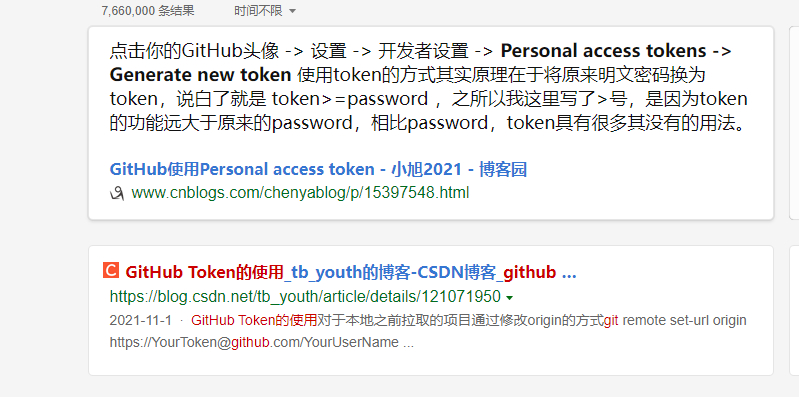 7,660,000 条结果 时间不限
点击你的GitHub头像 -> 设置 -> 开发者设置 -> Personal access tokens ->
Generate new token 使用token的方式其实原理在于将原来明文密码换为
token，说白了就是 token>=password ，之所以我这里写了>号，是因为token
的功能远大于原来的password，相比password，token具有很多其没有的用法。
GitHub使用Personal access token - 小旭2021 - 博客园
www.cnblogs.com/chenyablog/p/15397548.html
C GitHub Token的使用_tb_youth的博客-CSDN博客_github ...
https://blog.csdn.net/tb_youth/article/details/121071950
2021-11-1 · GitHub Token的使用对于本地之前拉取的项目通过修改origin的方式git remote set-url origin
https://YourToken@github.com/YourUserName ...